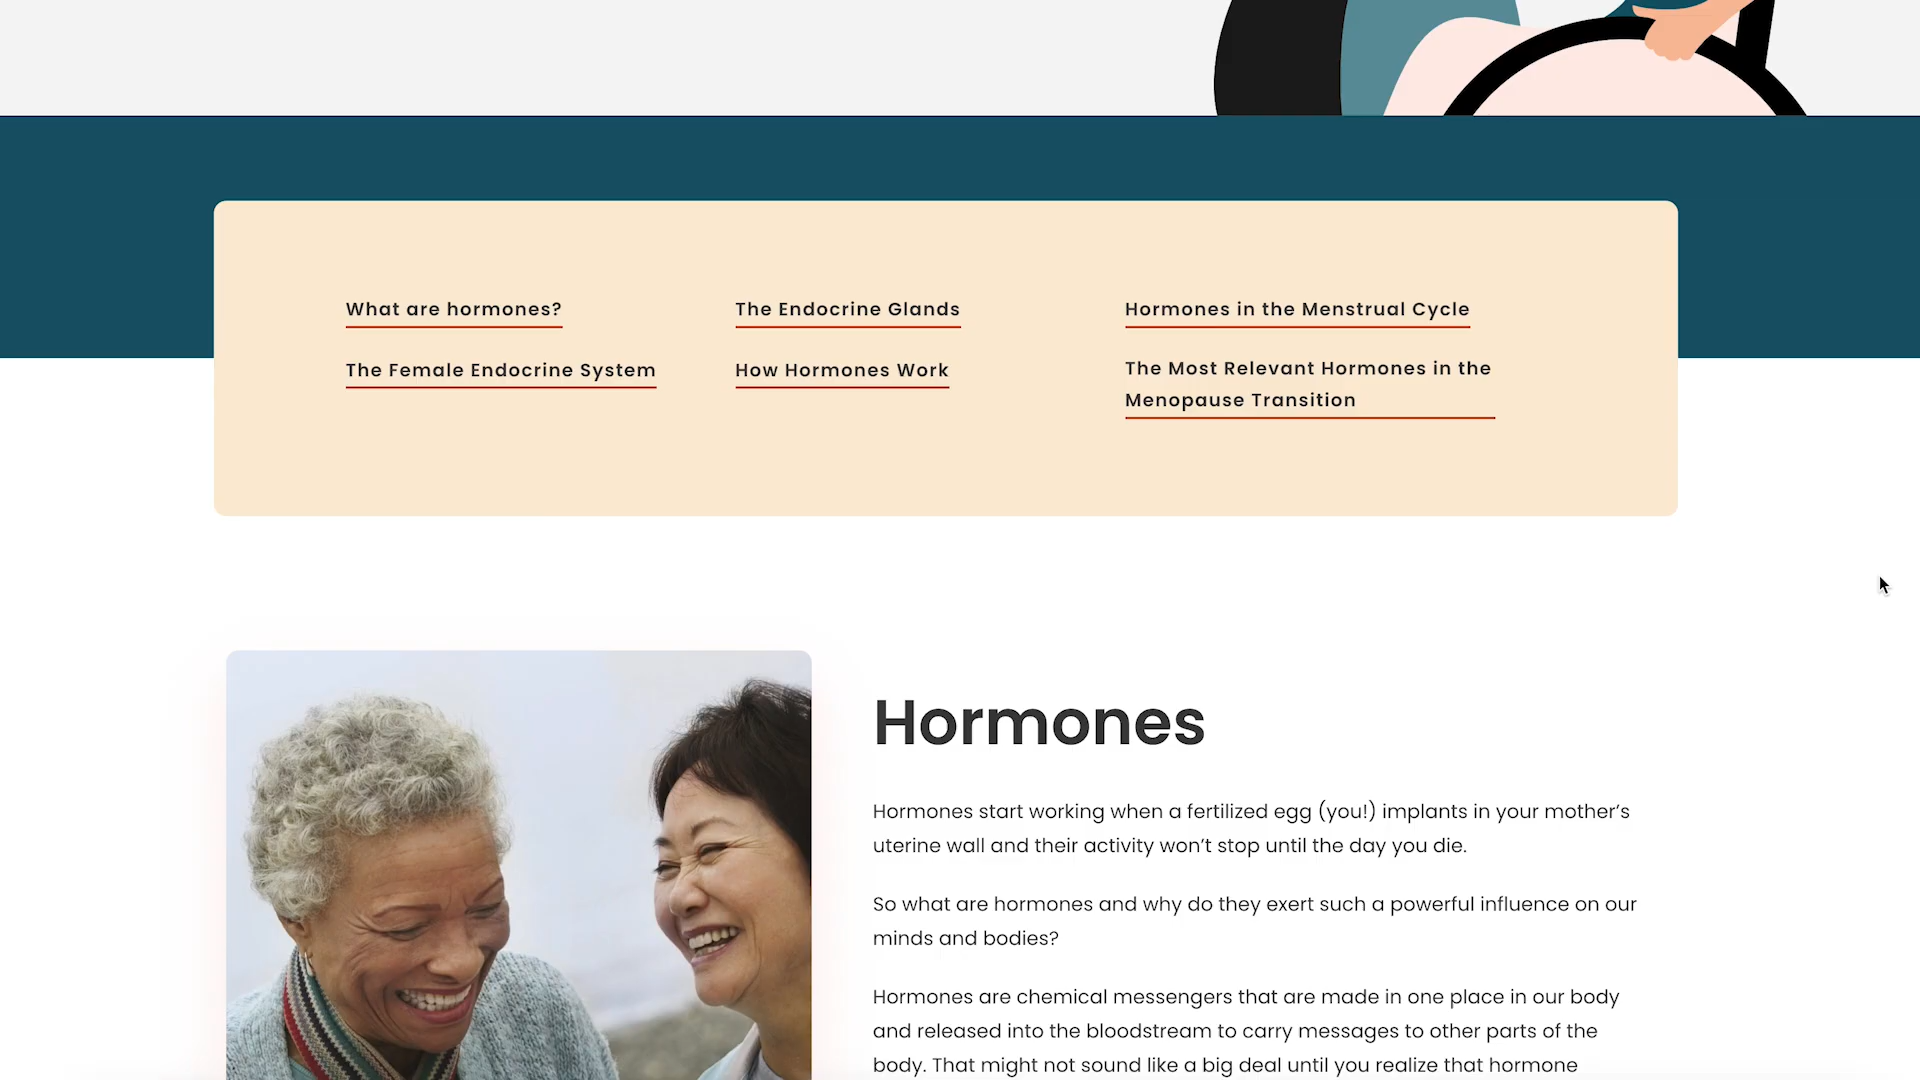 What are hormones?
The Endocrine Glands
Hormones in the Menstrual Cycle
The Female Endocrine System
How Hormones Work
The Most Relevant Hormones in the
Menopause Transition
Hormones
Hormones start working when a fertilized egg (you!) implants in your mother’s
uterine wall and their activity won’t stop until the day you die.
So what are hormones and why do they exert such a powerful influence on our
minds and bodies?
Hormones are chemical messengers that are made in one place in our body
and released into the bloodstream to carry messages to other parts of the
body. That might not sound like a big deal until you realize that hormone